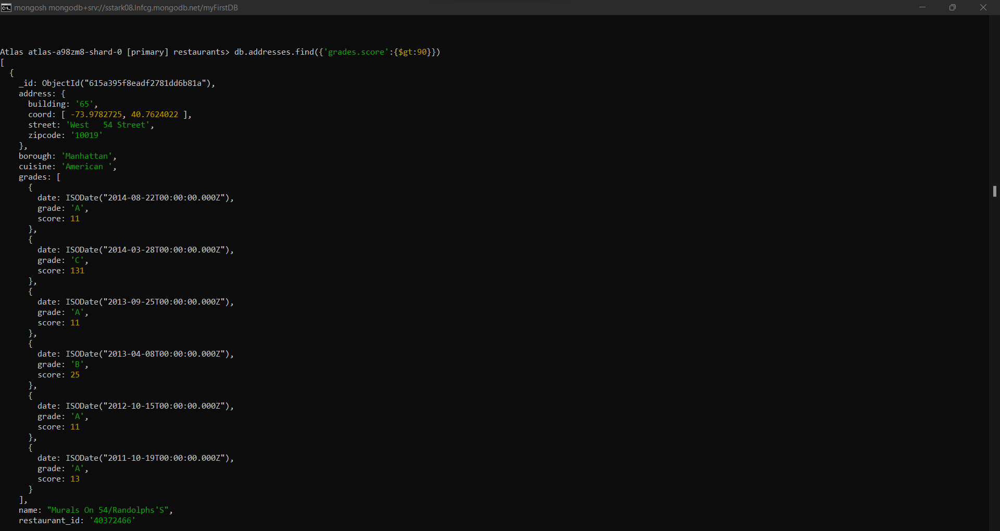 mongosh mongodb+srv://sstark08.lnfcg.mongodb.net/myFirstDB
Atlas atlas-a98zm8-shard-0 [primary] restaurants> db.addresses.find({'grades.score':{$gt:90}})
[
  {
    _id: ObjectId("615a395f8eadf2781dd6b81a"),
    address: {
      building: '65',
      coord: [ -73.9782725, 40.7624022 ],
      street: 'West   54 Street',
      zipcode: '10019'
    },
    borough: 'Manhattan',
    cuisine: 'American ',
    grades: [
      {
        date: ISODate("2014-08-22T00:00:00.000Z"),
        grade: 'A',
        score: 11
      },
      {
        date: ISODate("2014-03-28T00:00:00.000Z"),
        grade: 'C',
        score: 131
      },
      {
        date: ISODate("2013-09-25T00:00:00.000Z"),
        grade: 'A',
        score: 11
      },
      {
        date: ISODate("2013-04-08T00:00:00.000Z"),
        grade: 'B',
        score: 25
      },
      {
        date: ISODate("2012-10-15T00:00:00.000Z"),
        grade: 'A',
        score: 11
      },
      {
        date: ISODate("2011-10-19T00:00:00.000Z"),
        grade: 'A',
        score: 13
      }
    ],
    name: "Murals On 54/Randolphs'S",
    restaurant_id: '40372466'